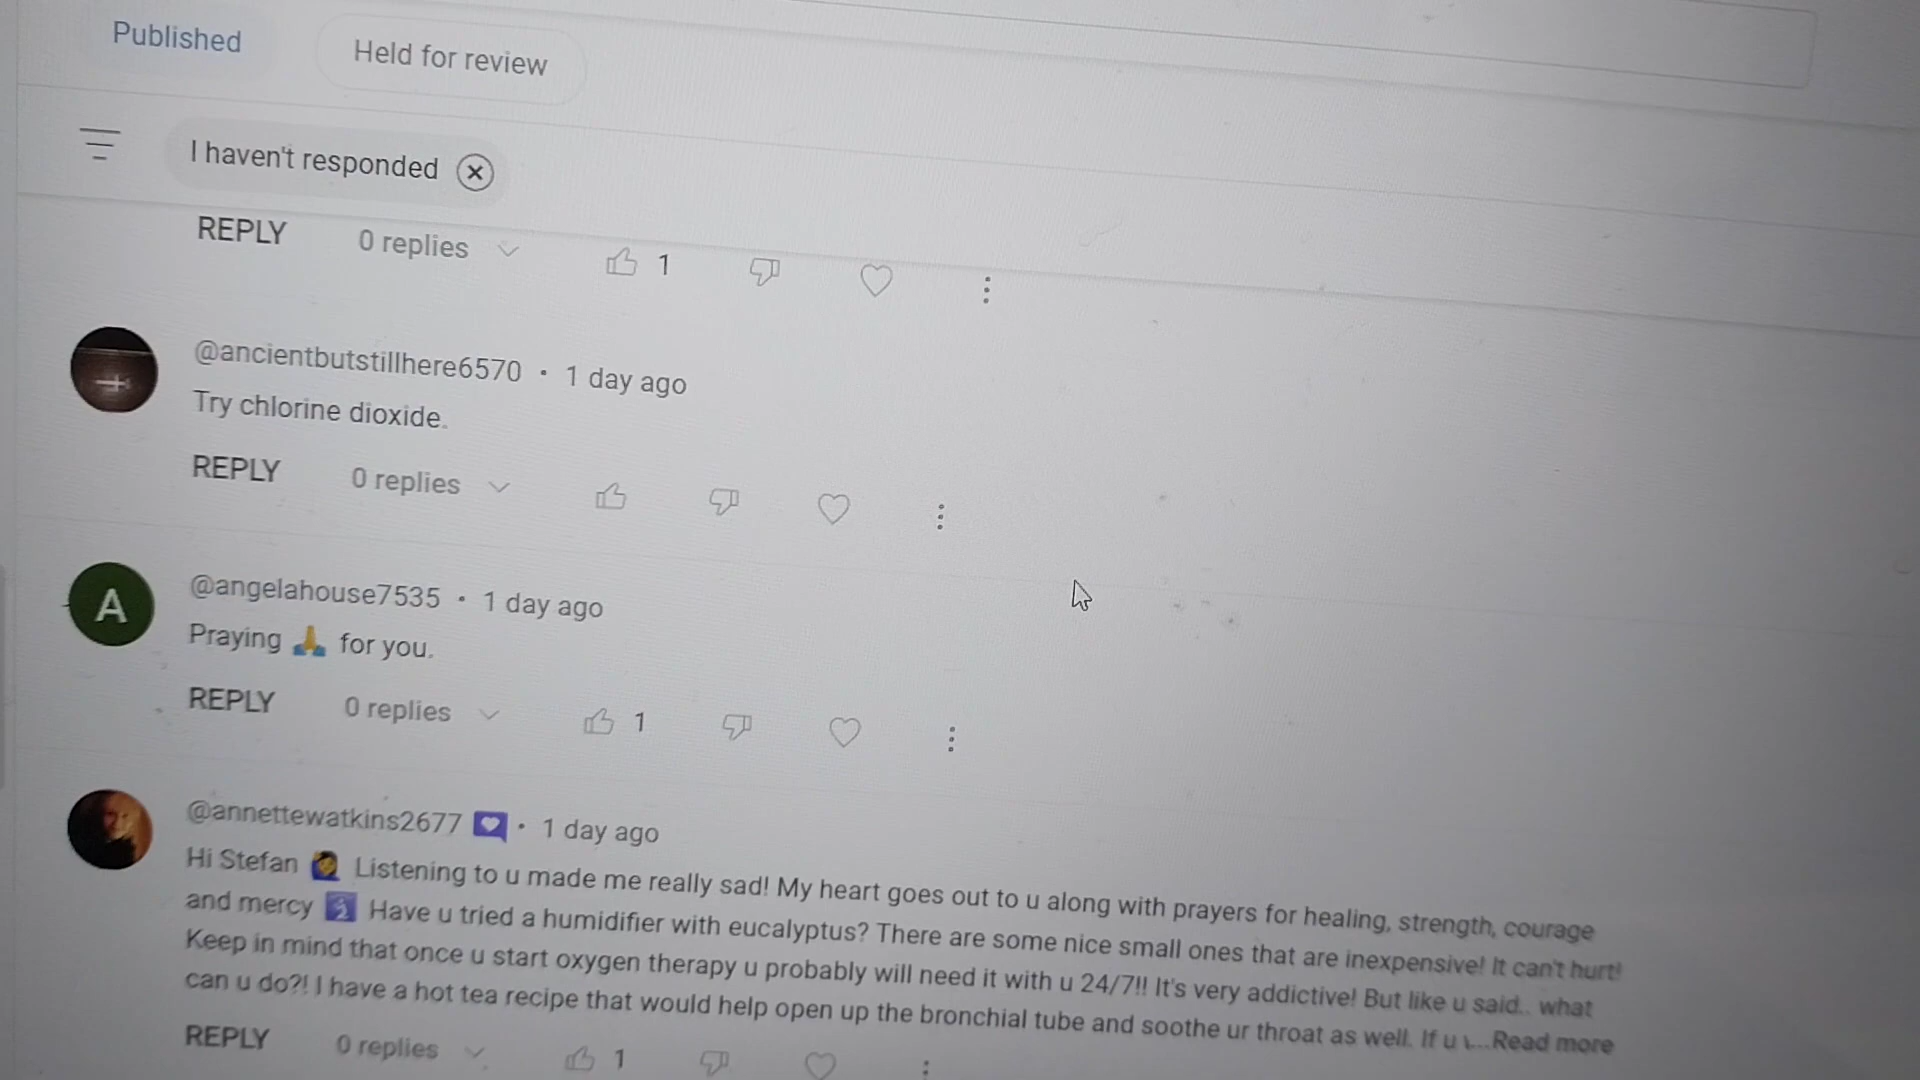 Published
Held for review
I haven't responded
REPLY 0 replies 1
@ancientbutstillhere6570 • 1 day ago
Try chlorine dioxide.
REPLY 0 replies
A
@angelahouse7535 • 1 day ago
Praying 🙏 for you.
REPLY 0 replies 1
@annettewatkins2677 • 1 day ago
Hi Stefan 🙋 Listening to u made me really sad! My heart goes out to u along with prayers for healing, strength, courage
and mercy 🛐 Have u tried a humidifier with eucalyptus? There are some nice small ones that are inexpensive! It can't hurt!
Keep in mind that once u start oxygen therapy u probably will need it with u 24/7!! It's very addictive! But like u said.. what
can u do?! I have a hot tea recipe that would help open up the bronchial tube and soothe ur throat as well. If u ...Read more
REPLY 0 replies 1